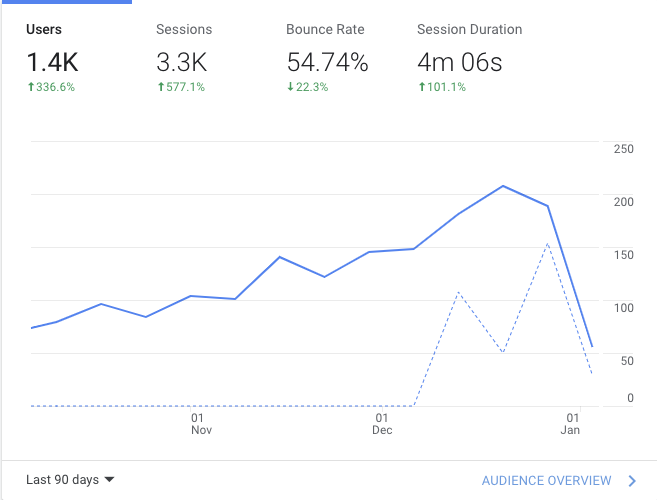 Users Sessions Bounce Rate Session Duration
1.4K 3.3K 54.74% 4m 06s
336.6% 577.1% 22.3% 101.1%
250
200
150
100
50
0
01 01 01
Nov Dec Jan
Last 90 days AUDIENCE OVERVIEW